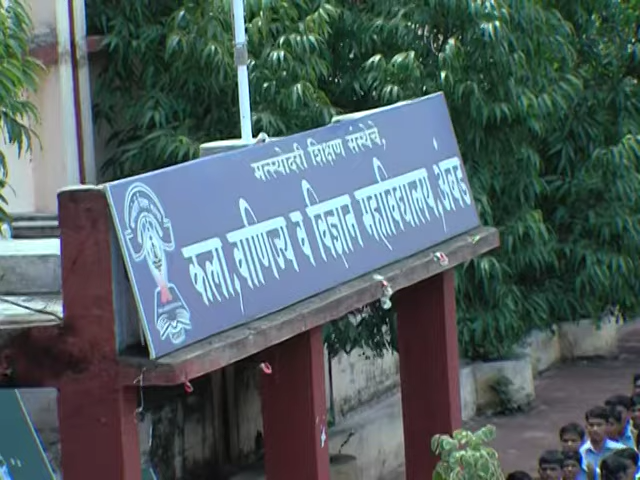 मत्स्योदरी शिक्षण संस्थेचे,
कला,वाणिज्य व विज्ञान महाविद्यालय,अंबड